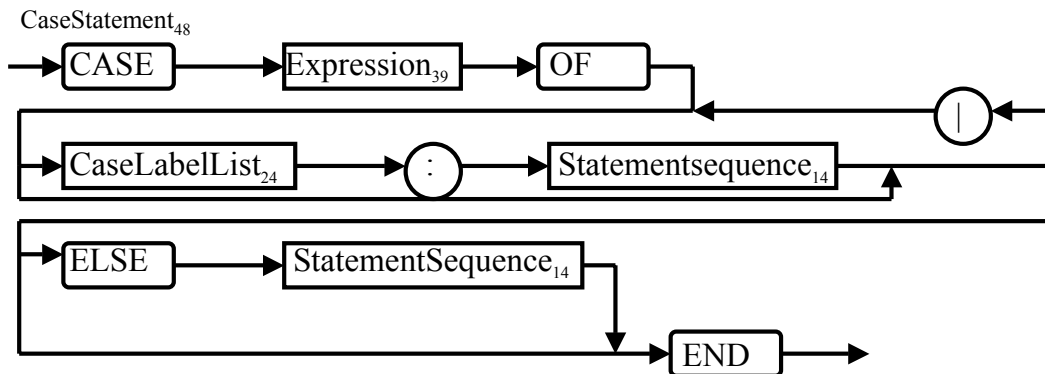 CaseStatement48
CASE Expression39 OF
|
CaseLabelList24 : Statementsequence14
ELSE StatementSequence14
END